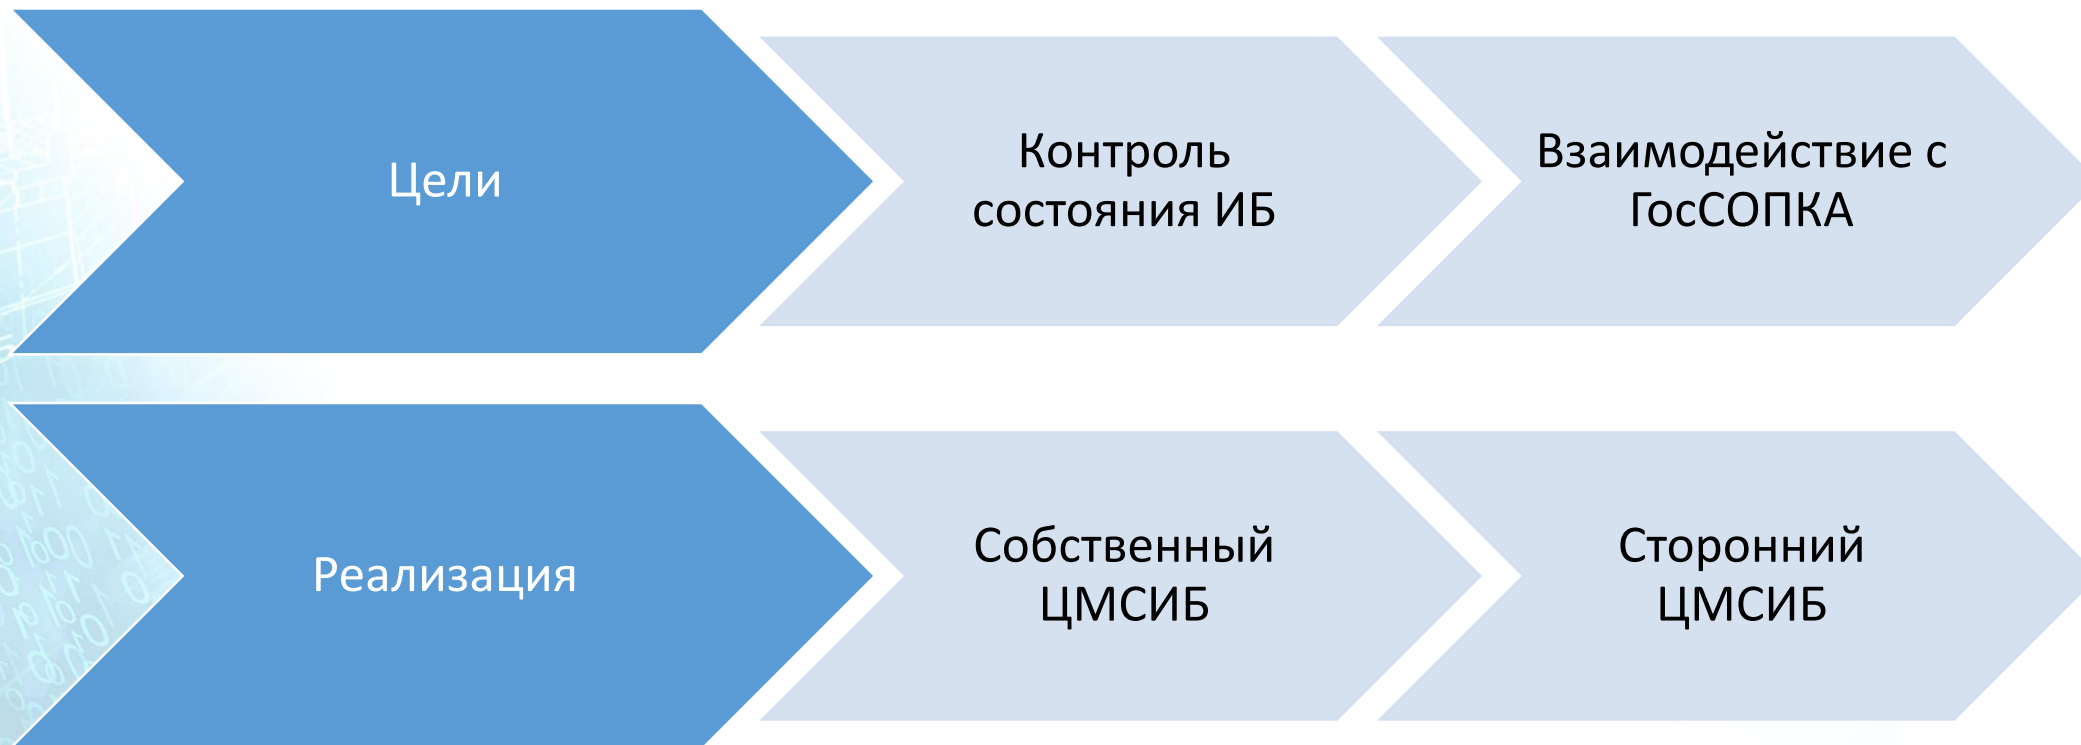 Цели
Контроль
состояния ИБ
Взаимодействие с
ГосСОПКА
Реализация
Собственный
ЦМСИБ
Сторонний
ЦМСИБ